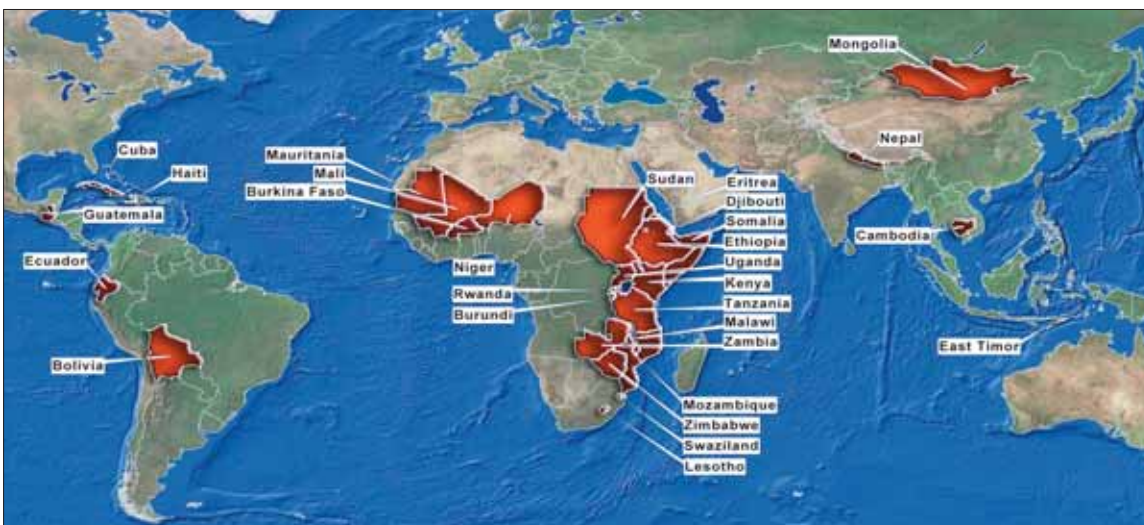 Mongolia
Cuba
Nepal
Mauritania
Haiti
Mali
Sudan
Eritrea
Burkina Faso
Djibouti
Guatemala
Somalia
Cambodia
Ethiopia
Ecuador
Uganda
Niger
Kenya
Rwanda
Tanzania
Burundi
Malawi
Zambia
East Timor
Bolivia
Mozambique
Zimbabwe
Swaziland
Lesotho